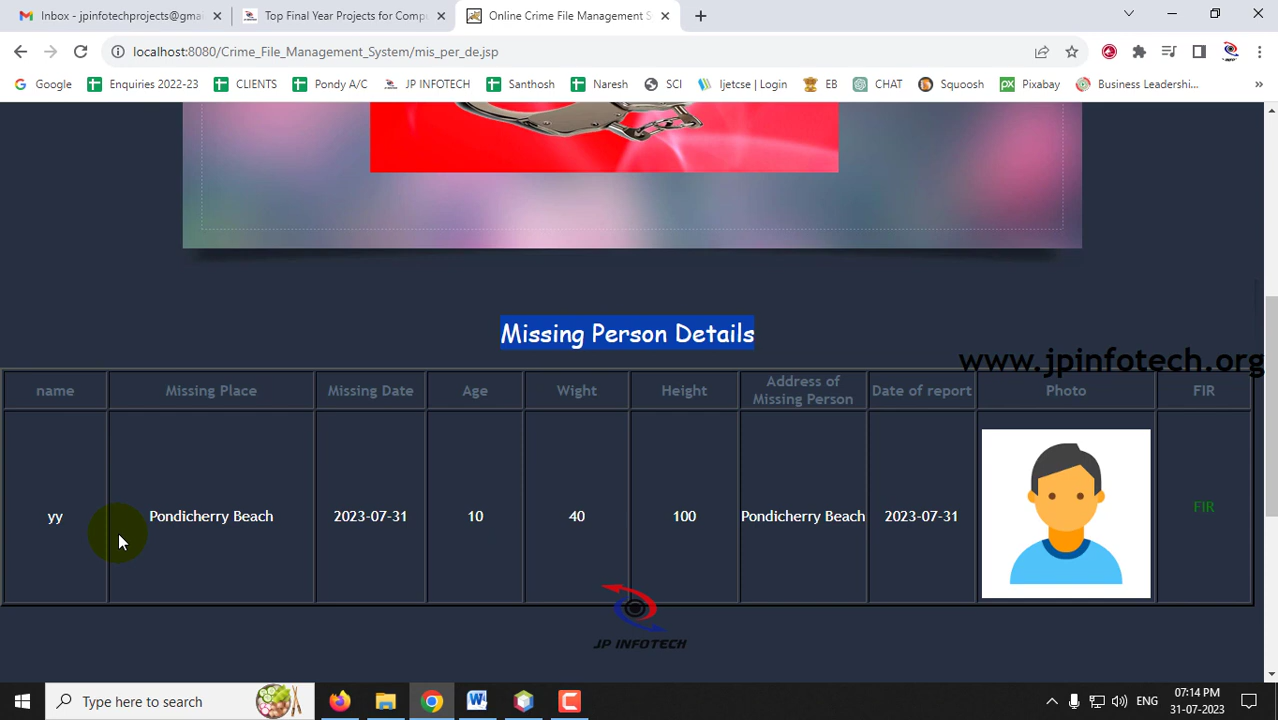 Inbox - jpinfotechprojects@gmai
Top Final Year Projects for Compu
Online Crime File Management S
localhost:8080/Crime_File_Management_System/mis_per_de.jsp
Google
Enquiries 2022-23
CLIENTS
Pondy A/C
JP INFOTECH
Santhosh
Naresh
SCI
Ijetcse | Login
EB
CHAT
Squoosh
Pixabay
Business Leadershi...
Missing Person Details
www.jpinfotech.org
name
Missing Place
Missing Date
Age
Wight
Height
Address of
Missing Person
Date of report
Photo
FIR
yy
Pondicherry Beach
2023-07-31
10
40
100
Pondicherry Beach
2023-07-31
FIR
JP INFOTECH
Type here to search
ENG
07:14 PM
31-07-2023